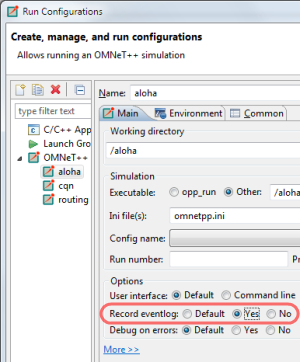 Run Configurations
Create, manage, and run configurations
Allows running an OMNeT++ simulation
type filter text
C/C++ App
Launch Gro
OMNeT++
aloha
cqn
routing
Name: aloha
Main Environment Common
Working directory
/aloha
Simulation
Executable: opp_run Other: /aloha
Ini file(s): omnetpp.ini
Config name:
Run number:
Options
User interface: Default Command line
Record eventlog: Default Yes No
Debug on errors: Default Yes No
More >>